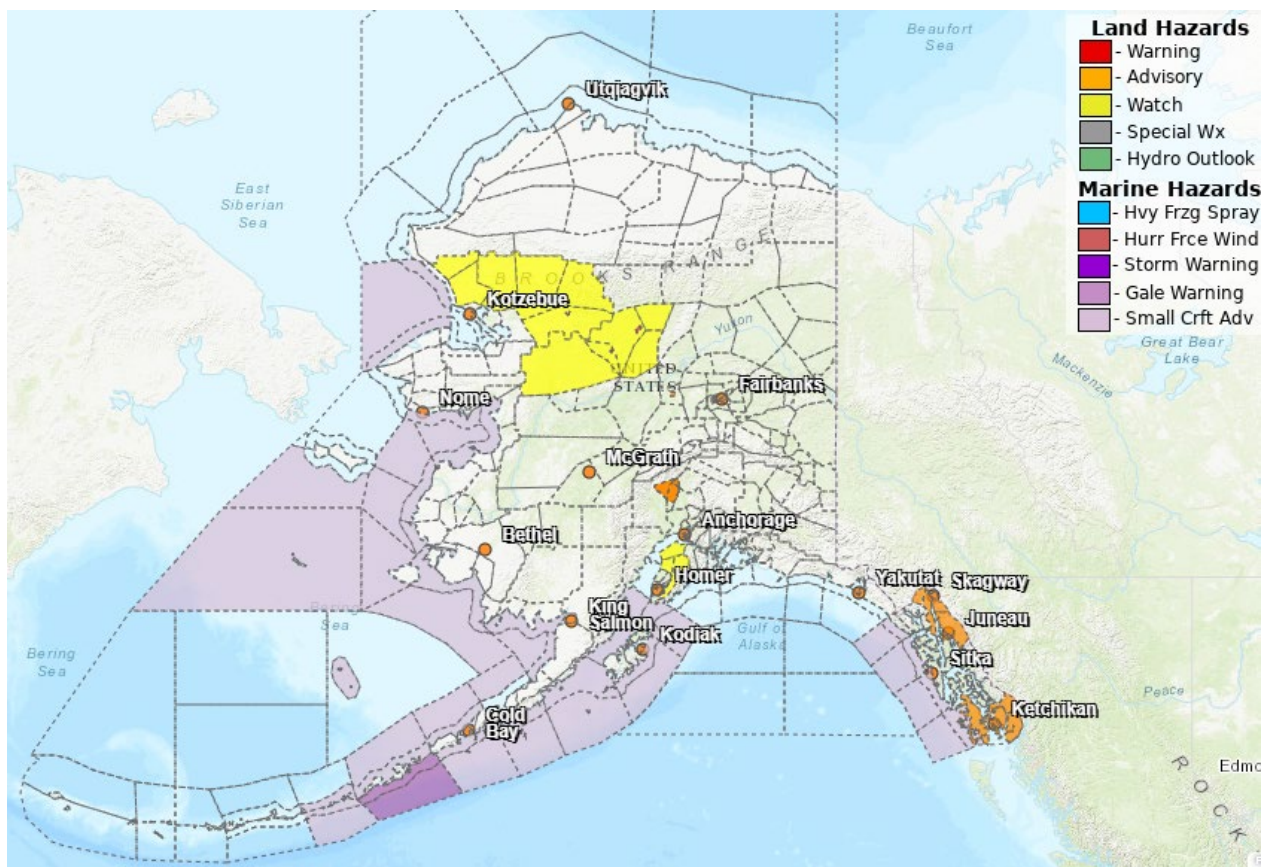 Beaufort
Sea
Land Hazards
- Warning
- Advisory
- Watch
- Special Wx
- Hydro Outlook
Marine Hazards
- Hvy Frzg Spray
- Hurr Frce Wind
- Storm Warning
- Gale Warning
- Small Crft Adv
Utqiagvik
East
Siberian
Sea
BROOKS RANGE
Kotzebue
Yukon
Great Bear
Lake
Mackenzie
UNITED
STATES
Fairbanks
Nome
McGrath
Anchorage
Bethel
Homer
Yakutat
Skagway
King
Salmon
Juneau
Bering
Sea
Kodiak
Gulf of
Alaska
Bering
Sea
Sitka
Peace
Cold
Bay
Ketchikan
Edmo
ROCK